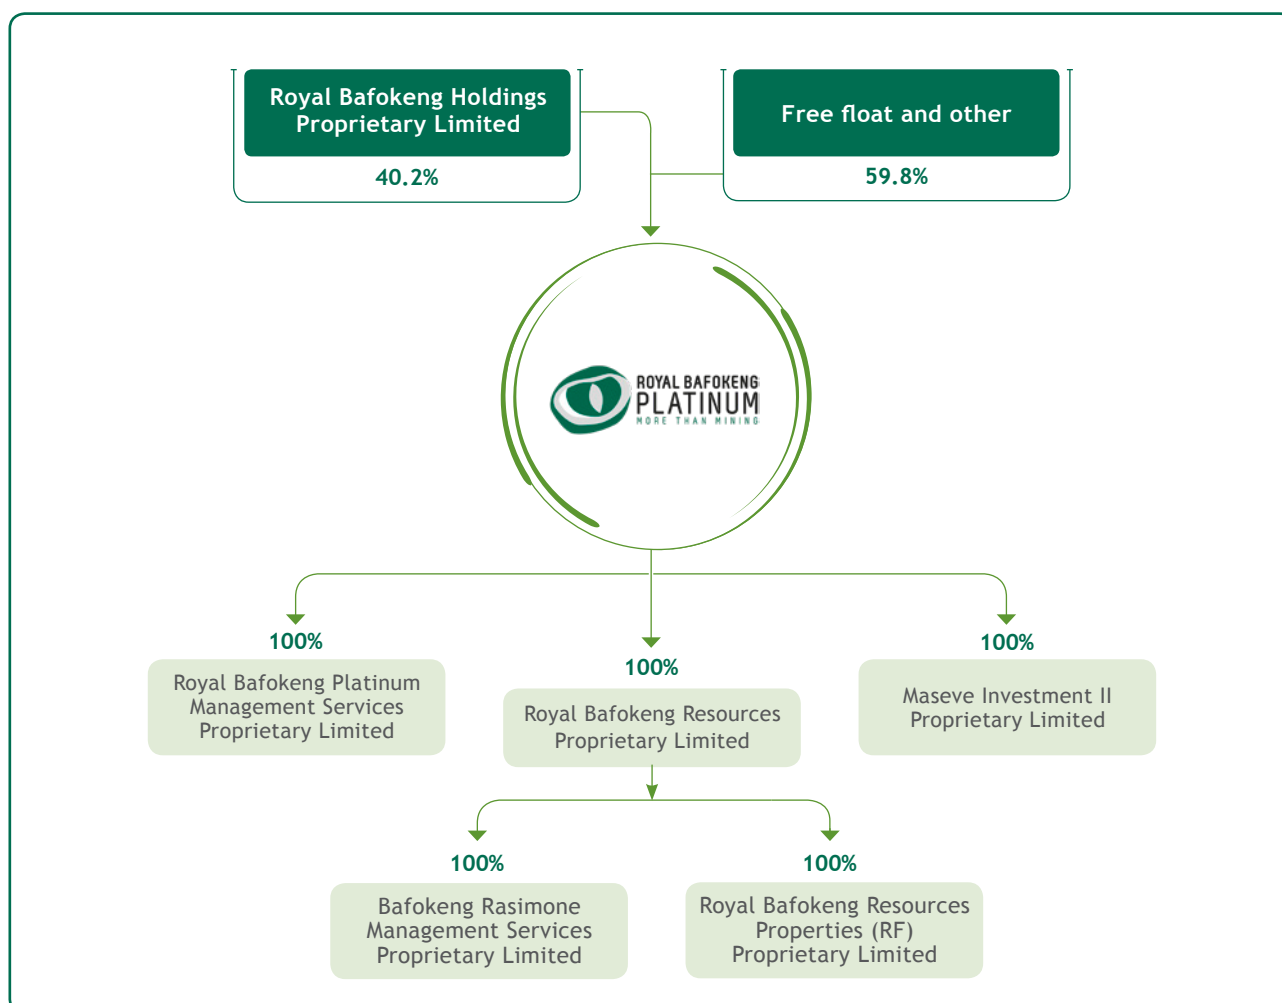 Royal Bafokeng Holdings
Proprietary Limited
40.2%
Free float and other
59.8%
ROYAL BAFOKENG
PLATINUM
MORE THAN MINING
100%
Royal Bafokeng Platinum
Management Services
Proprietary Limited
100%
Royal Bafokeng Resources
Proprietary Limited
100%
Maseve Investment II
Proprietary Limited
100%
Bafokeng Rasimone
Management Services
Proprietary Limited
100%
Royal Bafokeng Resources
Properties (RF)
Proprietary Limited